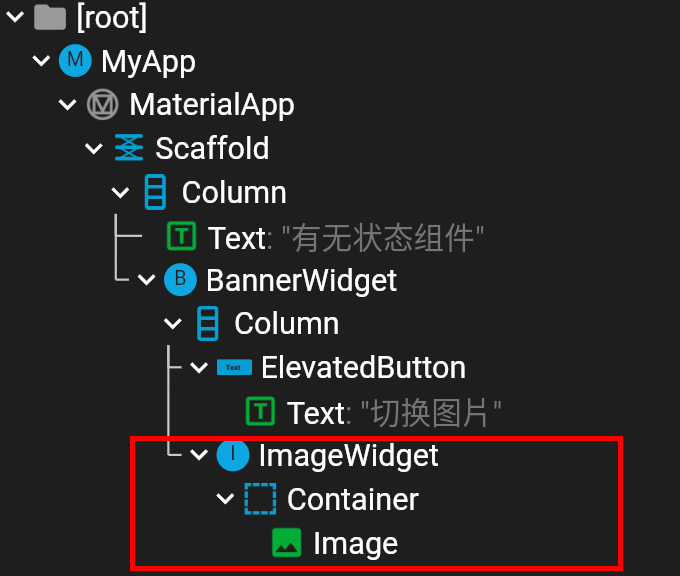 [root]
M MyApp
MaterialApp
Scaffold
Column
T Text: "有无状态组件"
B BannerWidget
Column
Text ElevatedButton
T Text: "切换图片"
I ImageWidget
Container
Image